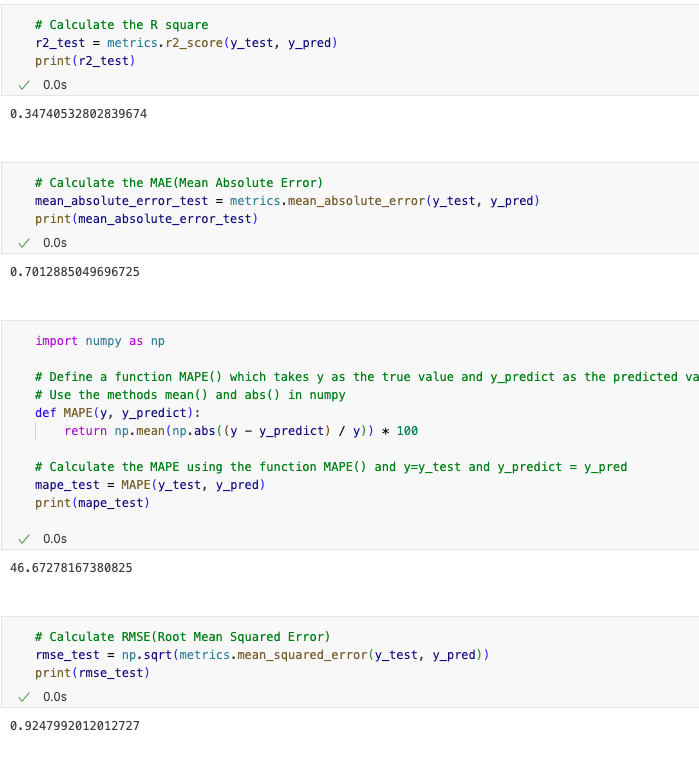 # Calculate the R square
r2_test = metrics.r2_score(y_test, y_pred)
print(r2_test)
0.0s
0.34740532802839674
# Calculate the MAE(Mean Absolute Error)
mean_absolute_error_test = metrics.mean_absolute_error(y_test, y_pred)
print(mean_absolute_error_test)
0.0s
0.7012885049696725
import numpy as np
# Define a function MAPE() which takes y as the true value and y_predict as the predicted va
# Use the methods mean() and abs() in numpy
def MAPE(y, y_predict):
    return np.mean(np.abs((y - y_predict) / y)) * 100
# Calculate the MAPE using the function MAPE() and y=y_test and y_predict = y_pred
mape_test = MAPE(y_test, y_pred)
print(mape_test)
0.0s
46.67278167380825
# Calculate RMSE(Root Mean Squared Error)
rmse_test = np.sqrt(metrics.mean_squared_error(y_test, y_pred))
print(rmse_test)
0.0s
0.9247992012012727